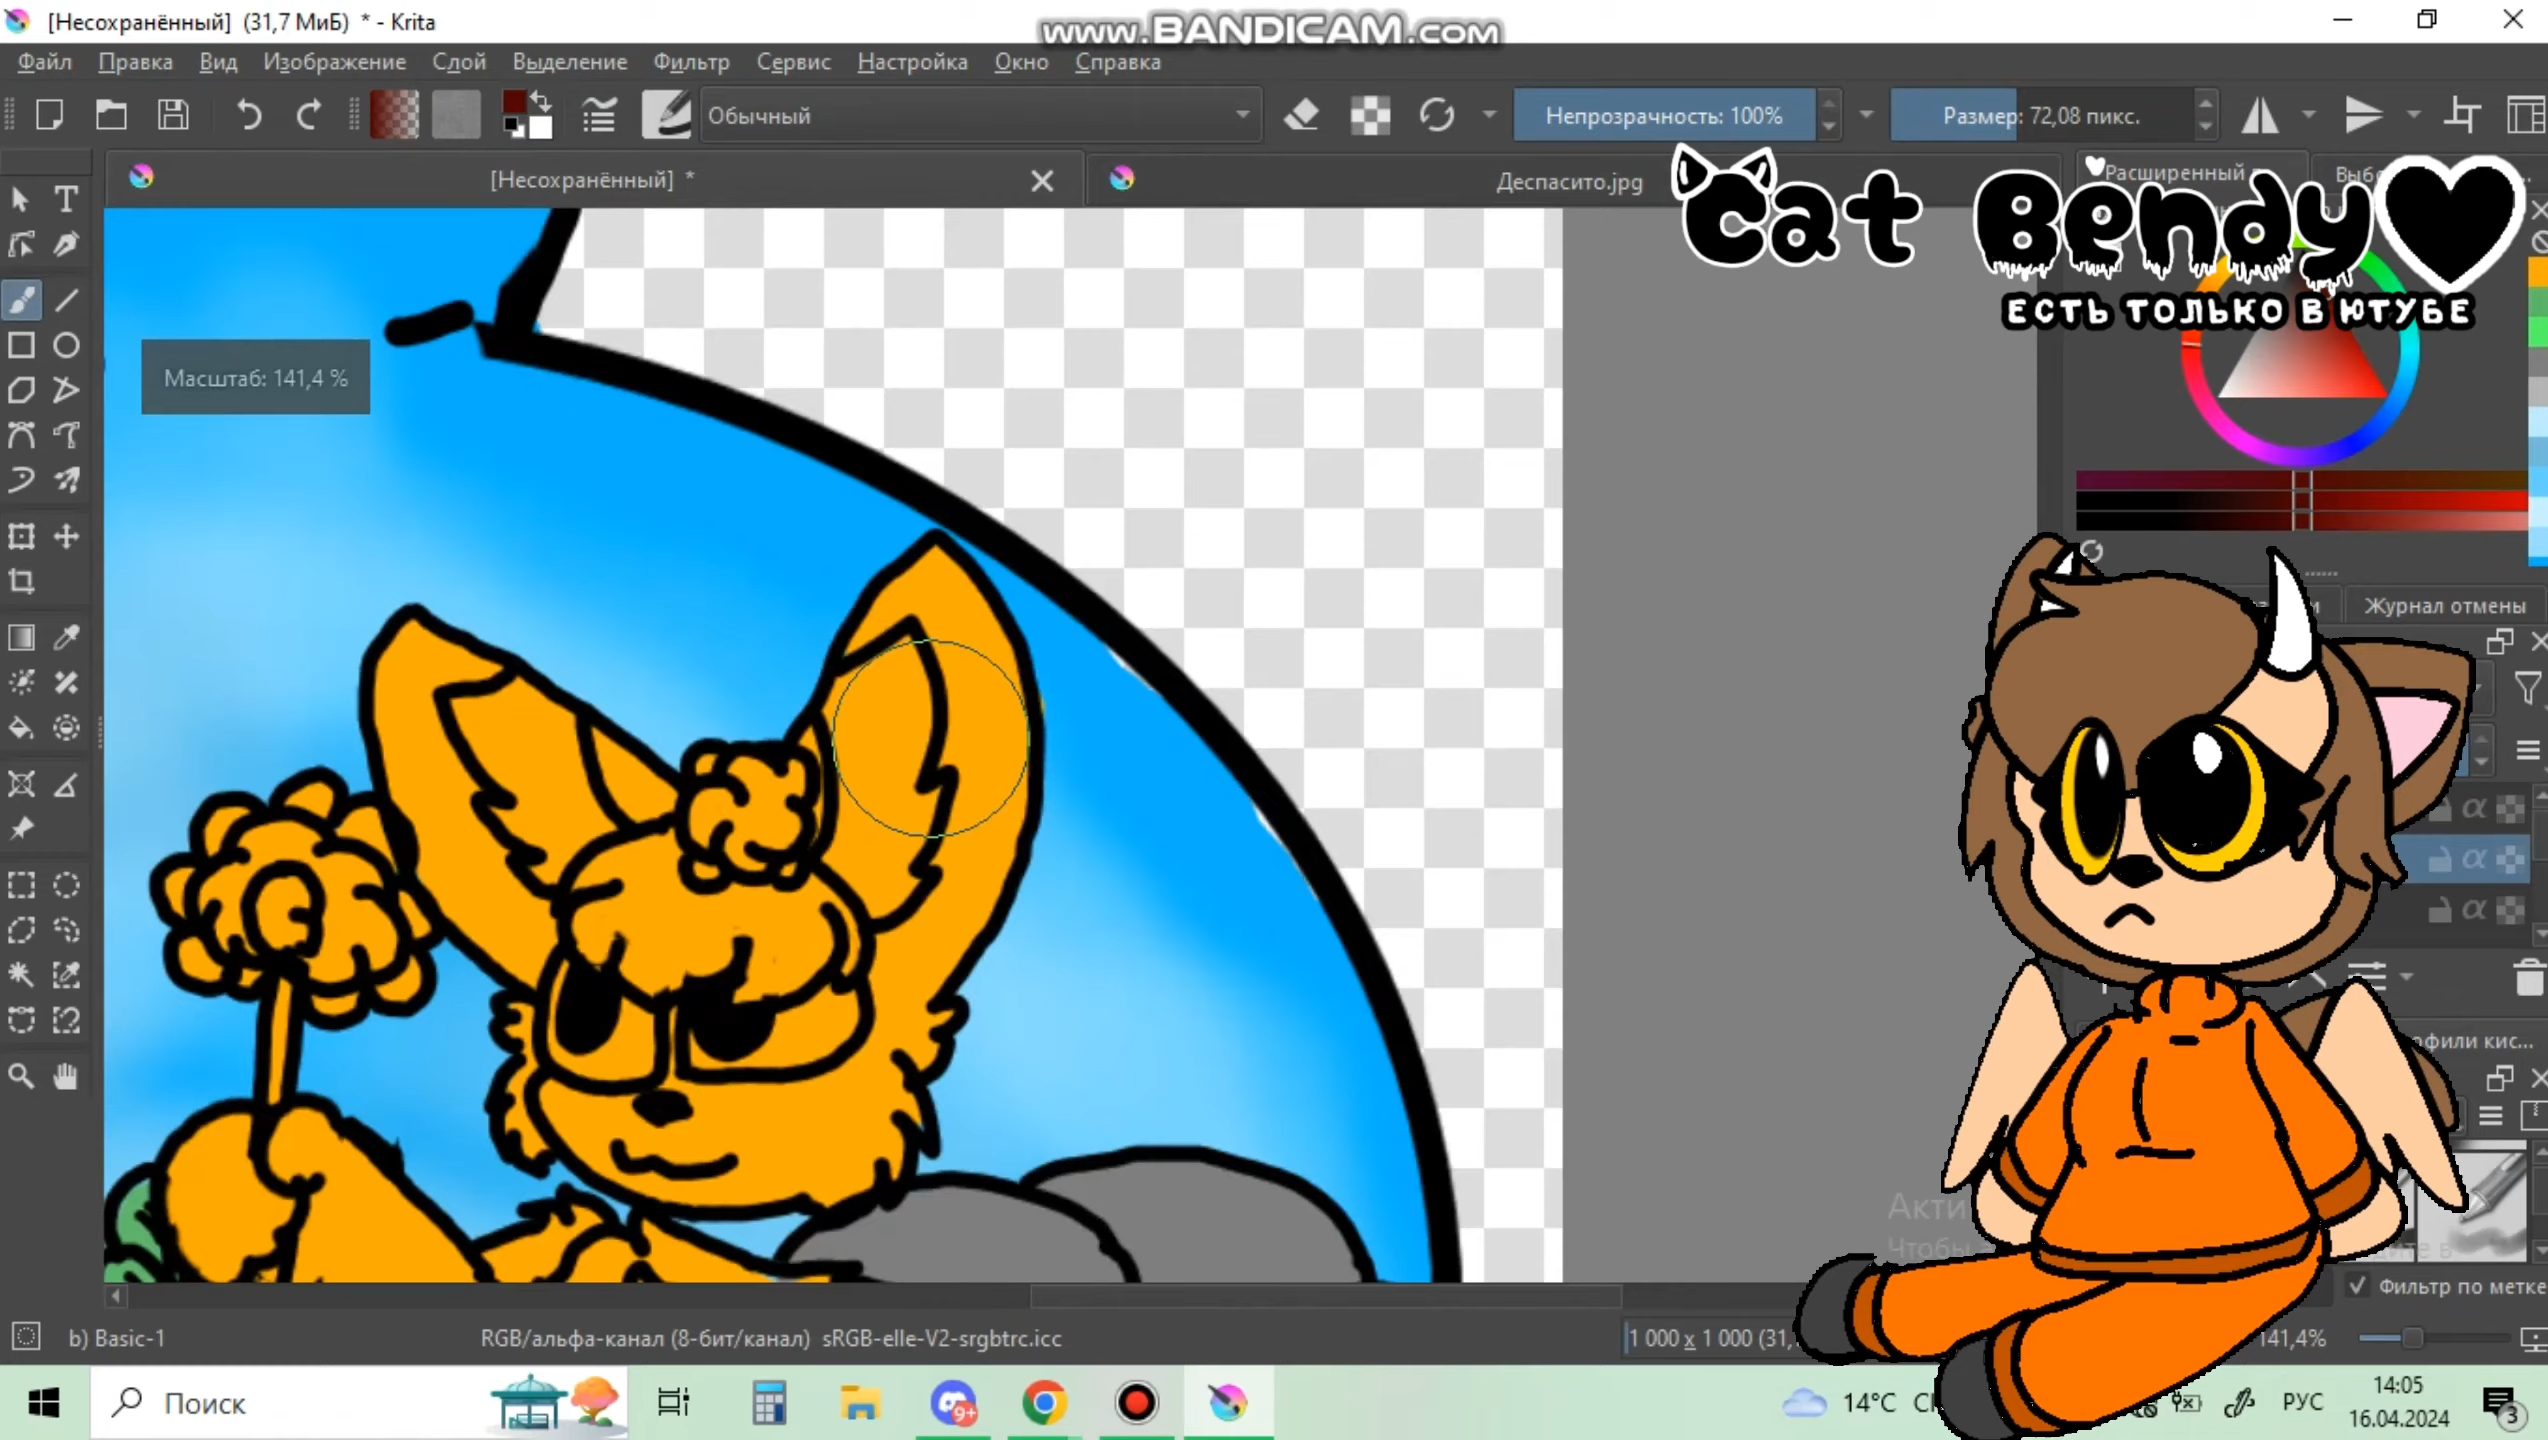 [Несохранённый] (31,7 МиБ) * - Krita
www.BANDICAM.com
Файл Правка Вид Изображение Слой Выделение Фильтр Сервис Настройка Окно Справка
Обычный
Непрозрачность: 100%
Размер: 72,08 пикс.
[Несохранённый] *
Деспасито.jpg
Расширенный
Cat Bendy
ЕСТЬ ТОЛЬКО В ЮТУБЕ
Масштаб: 141,4 %
Журнал отмены
Фильтр по метке
b) Basic-1
RGB/альфа-канал (8-бит/канал) sRGB-elle-V2-srgbtrc.icc
1 000 x 1 000 (31,
141,4%
Поиск
9+
14°C
РУС
14:05
16.04.2024
3